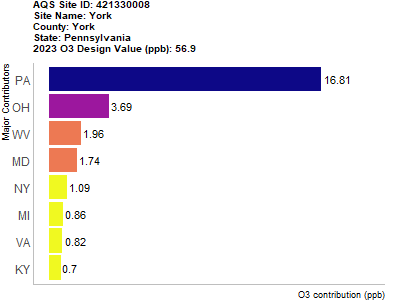 AQS Site ID: 421330008
Site Name: York
County: York
State: Pennsylvania
2023 O3 Design Value (ppb): 56.9
Major Contributors
PA 16.81
OH 3.69
WV 1.96
MD 1.74
NY 1.09
MI 0.86
VA 0.82
KY 0.7
O3 contribution (ppb)